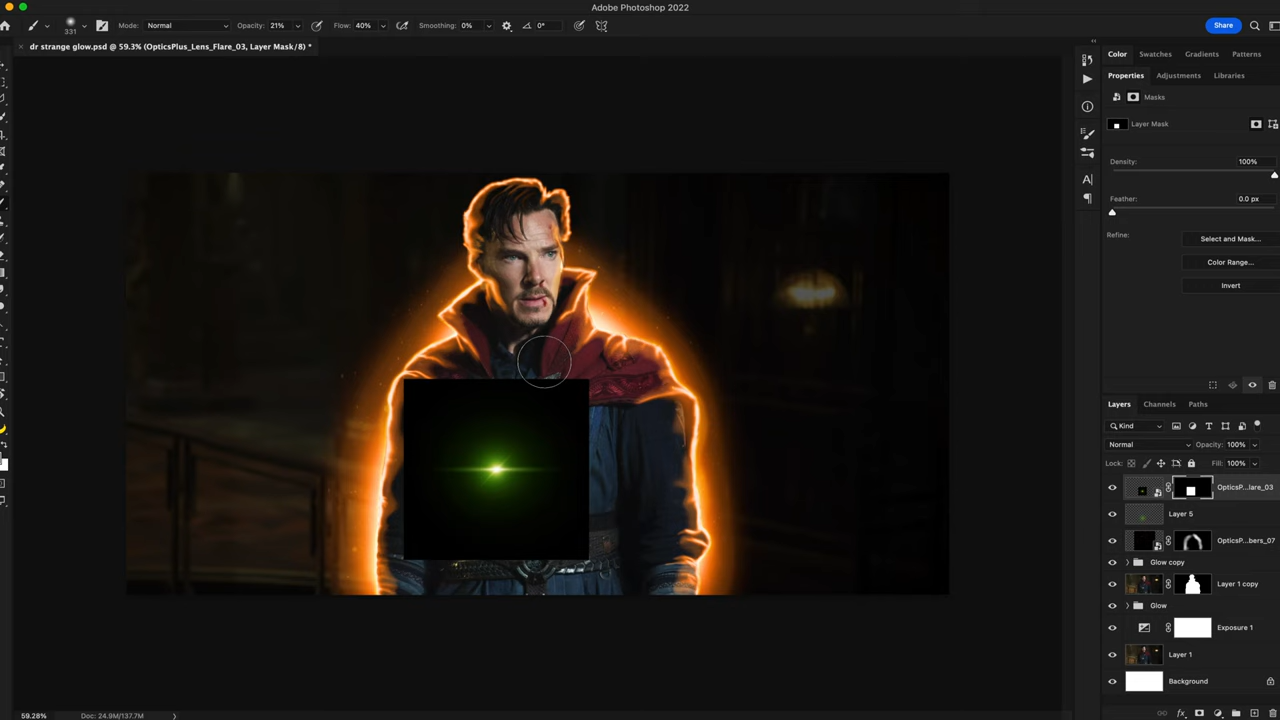 Adobe Photoshop 2022
331
Mode: Normal
Opacity: 21%
Flow: 40%
Smoothing: 0%
0°
Share
× dr strange glow.psd @ 59.3% (OpticsPlus_Lens_Flare_03, Layer Mask/8) *
Color Swatches Gradients Patterns
Properties Adjustments Libraries
Masks
Layer Mask
Density: 100%
Feather: 0.0 px
Refine:
Select and Mask...
Color Range...
Invert
Layers Channels Paths
Kind
Normal Opacity: 100%
Lock: Fill: 100%
OpticsP...lare_03
Layer 5
OpticsP...bers_07
Glow copy
Layer 1 copy
Glow
Exposure 1
Layer 1
Background
fx
59.28% Doc: 24.9M/137.7M